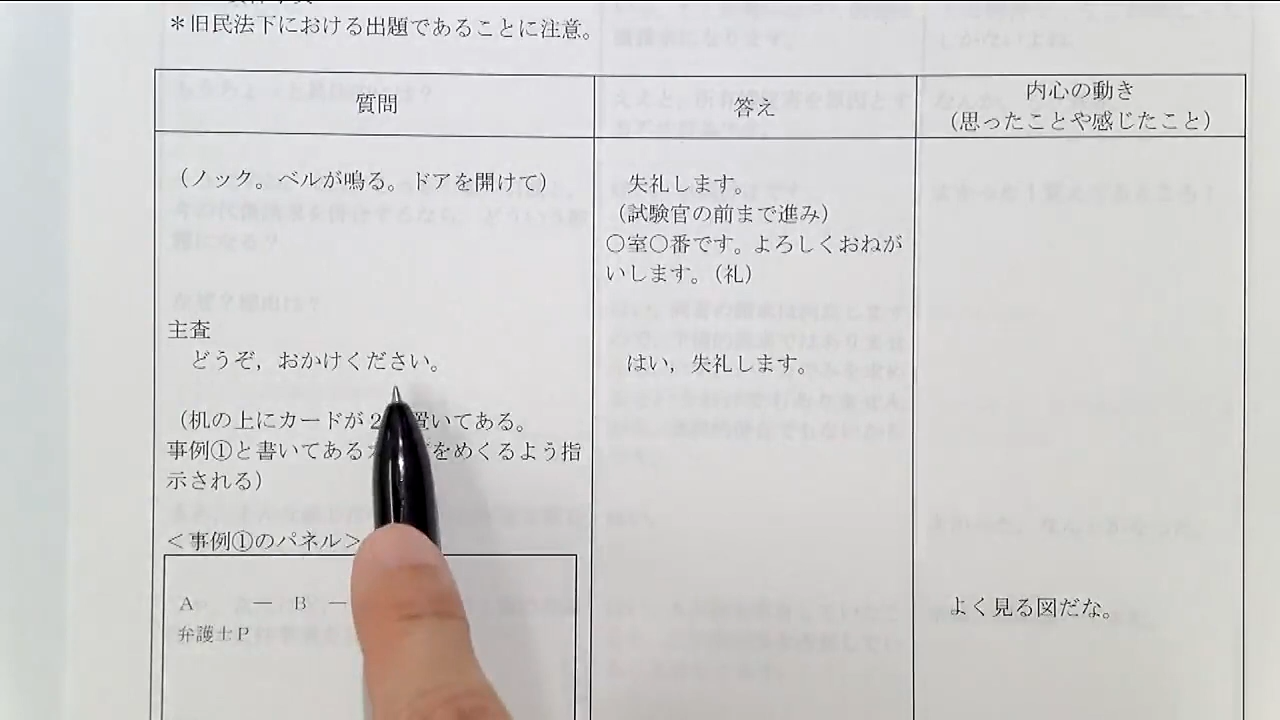 ＊旧民法下における出題であることに注意。
質問
答え
内心の動き
（思ったことや感じたこと）
（ノック。ベルが鳴る。ドアを開けて）
失礼します。
（試験官の前まで進み）
〇室〇番です。よろしくおねが
いします。（礼）
主査
どうぞ，おかけください。
はい，失礼します。
（机の上にカードが２ 置いてある。
事例①と書いてある をめくるよう指
示される）
＜事例①のパネル＞
Ａ ― Ｂ ―
弁護士Ｐ
よく見る図だな。